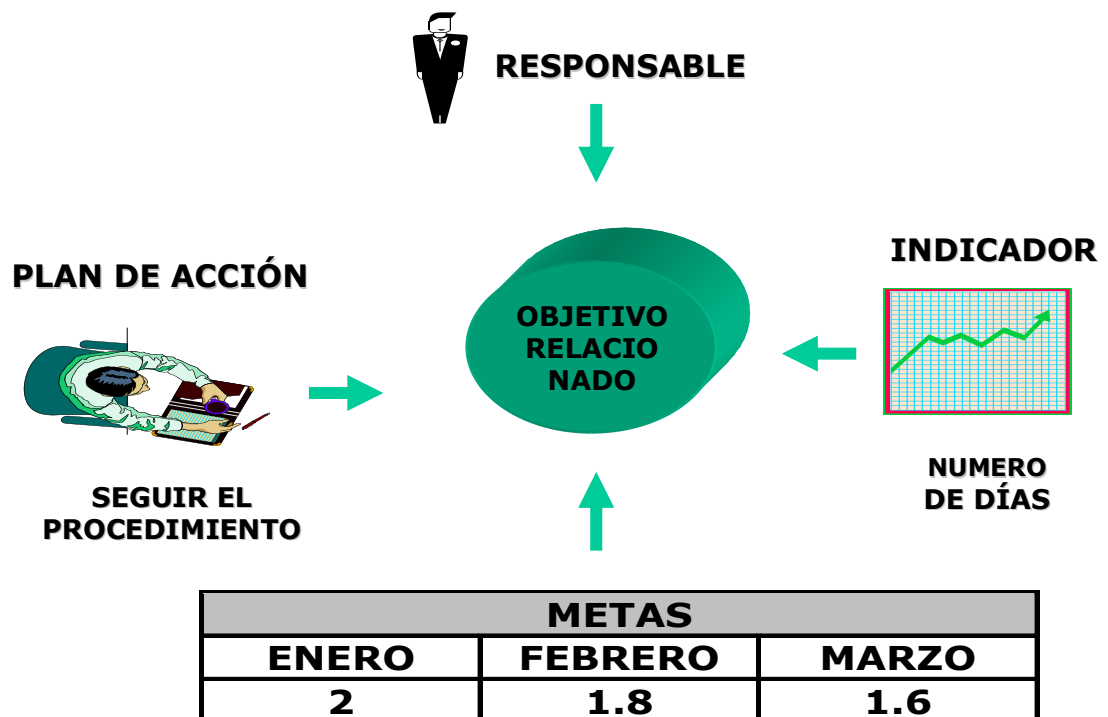 RESPONSABLE
INDICADOR
PLAN DE ACCIÓN
OBJETIVO
RELACIO
NADO
NUMERO
DE DÍAS
SEGUIR EL
PROCEDIMIENTO
METAS
ENERO FEBRERO MARZO
2 1.8 1.6